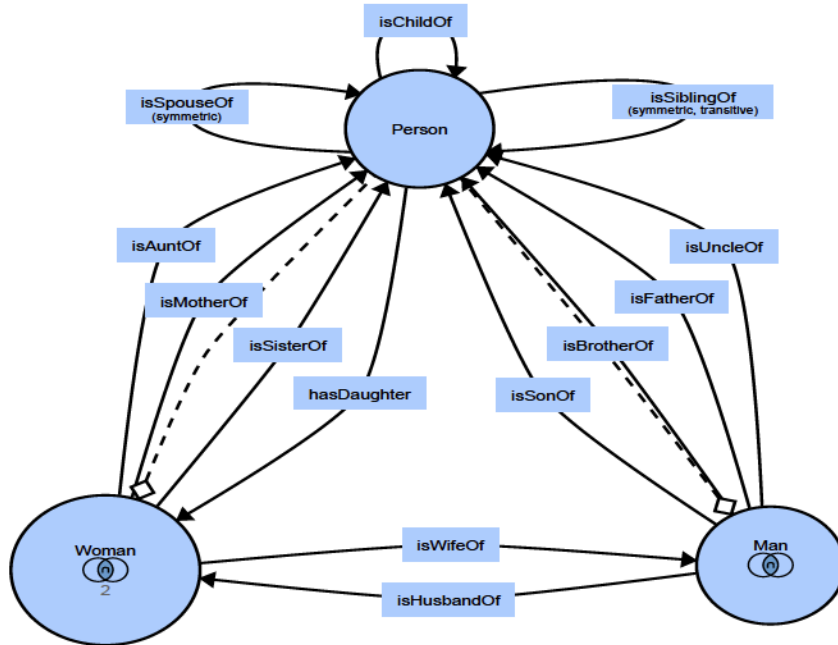 isChildOf
isSpouseOf
(symmetric)
isSiblingOf
(symmetric, transitive)
Person
isAuntOf
isUncleOf
isMotherOf
isFatherOf
isSisterOf
isBrotherOf
hasDaughter
isSonOf
Woman
∩
2
isWifeOf
Man
∩
isHusbandOf